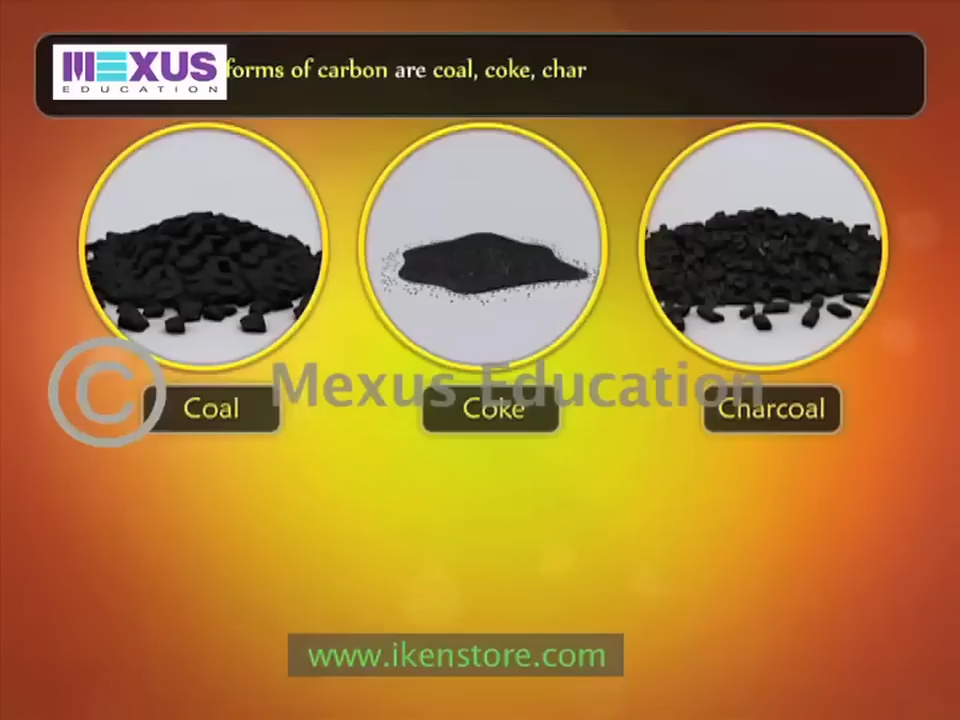 MEXUS
EDUCATION
forms of carbon are coal, coke, char
© Mexus Education
Coal
Coke
Charcoal
www.ikenstore.com